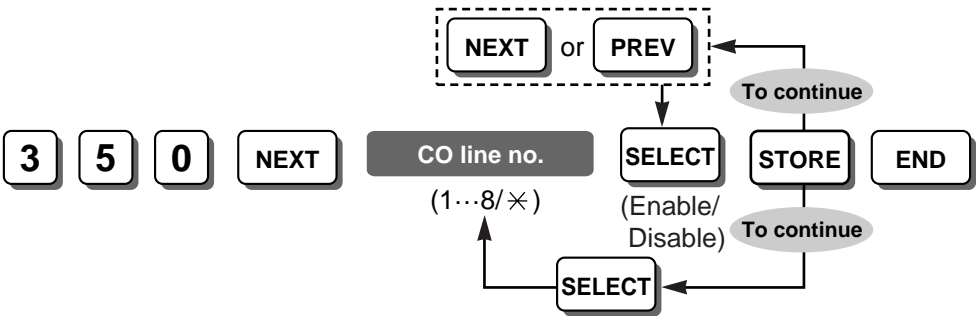 NEXT or PREV
To continue
3 5 0 NEXT CO line no. SELECT STORE END
(1···8/✳)
(Enable/
Disable)
To continue
SELECT